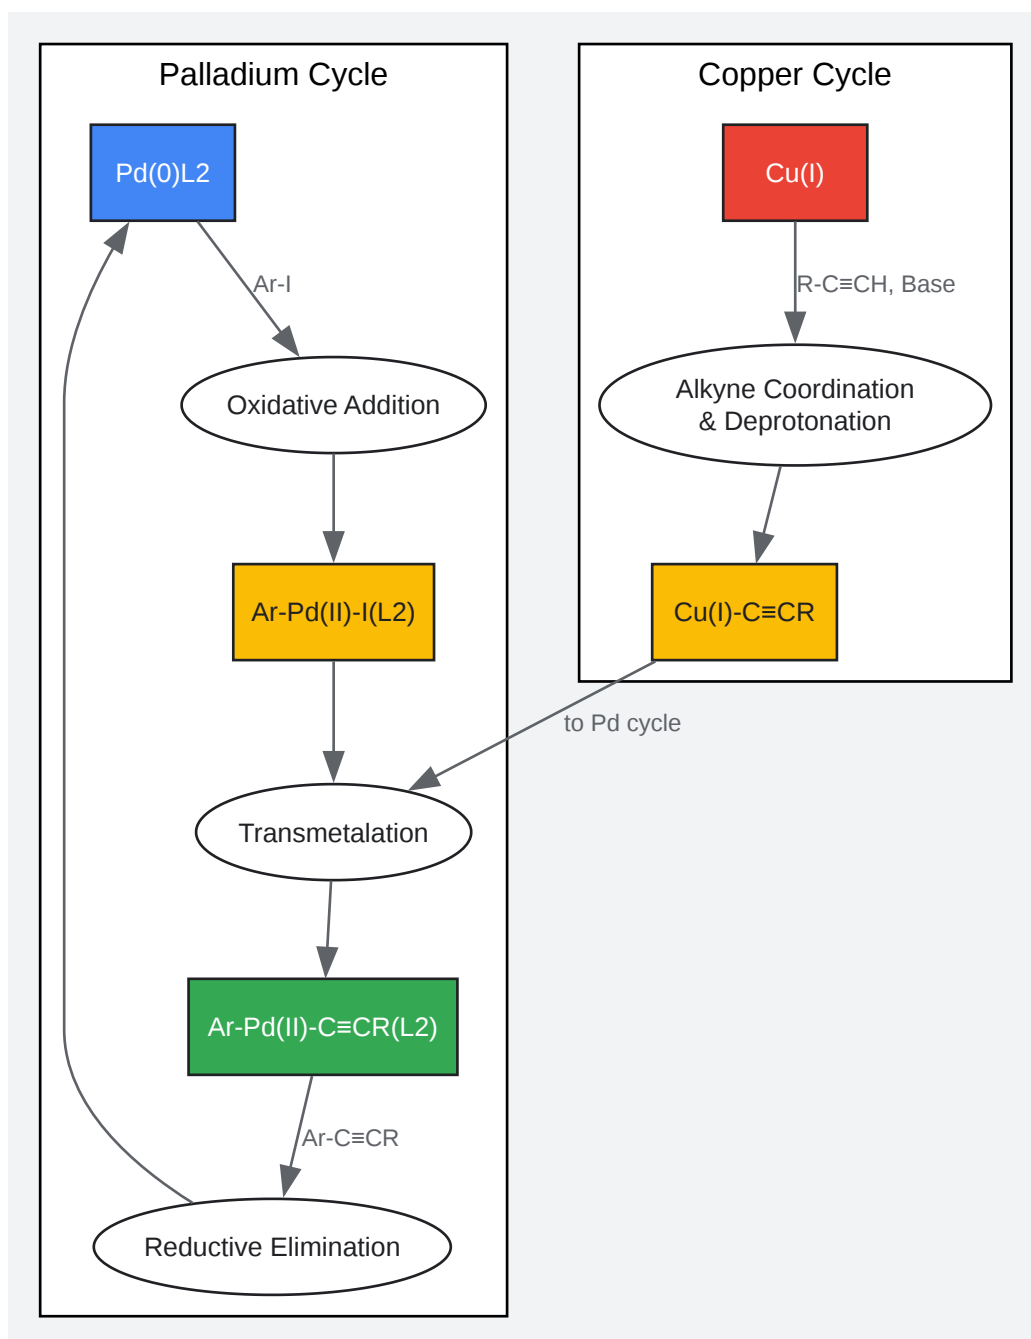 Palladium Cycle
Pd(0)L2
Ar-I
Oxidative Addition
Ar-Pd(II)-I(L2)
Transmetalation
Ar-Pd(II)-C≡CR(L2)
Ar-C≡CR
Reductive Elimination
Copper Cycle
Cu(I)
R-C≡CH, Base
Alkyne Coordination
& Deprotonation
Cu(I)-C≡CR
to Pd cycle